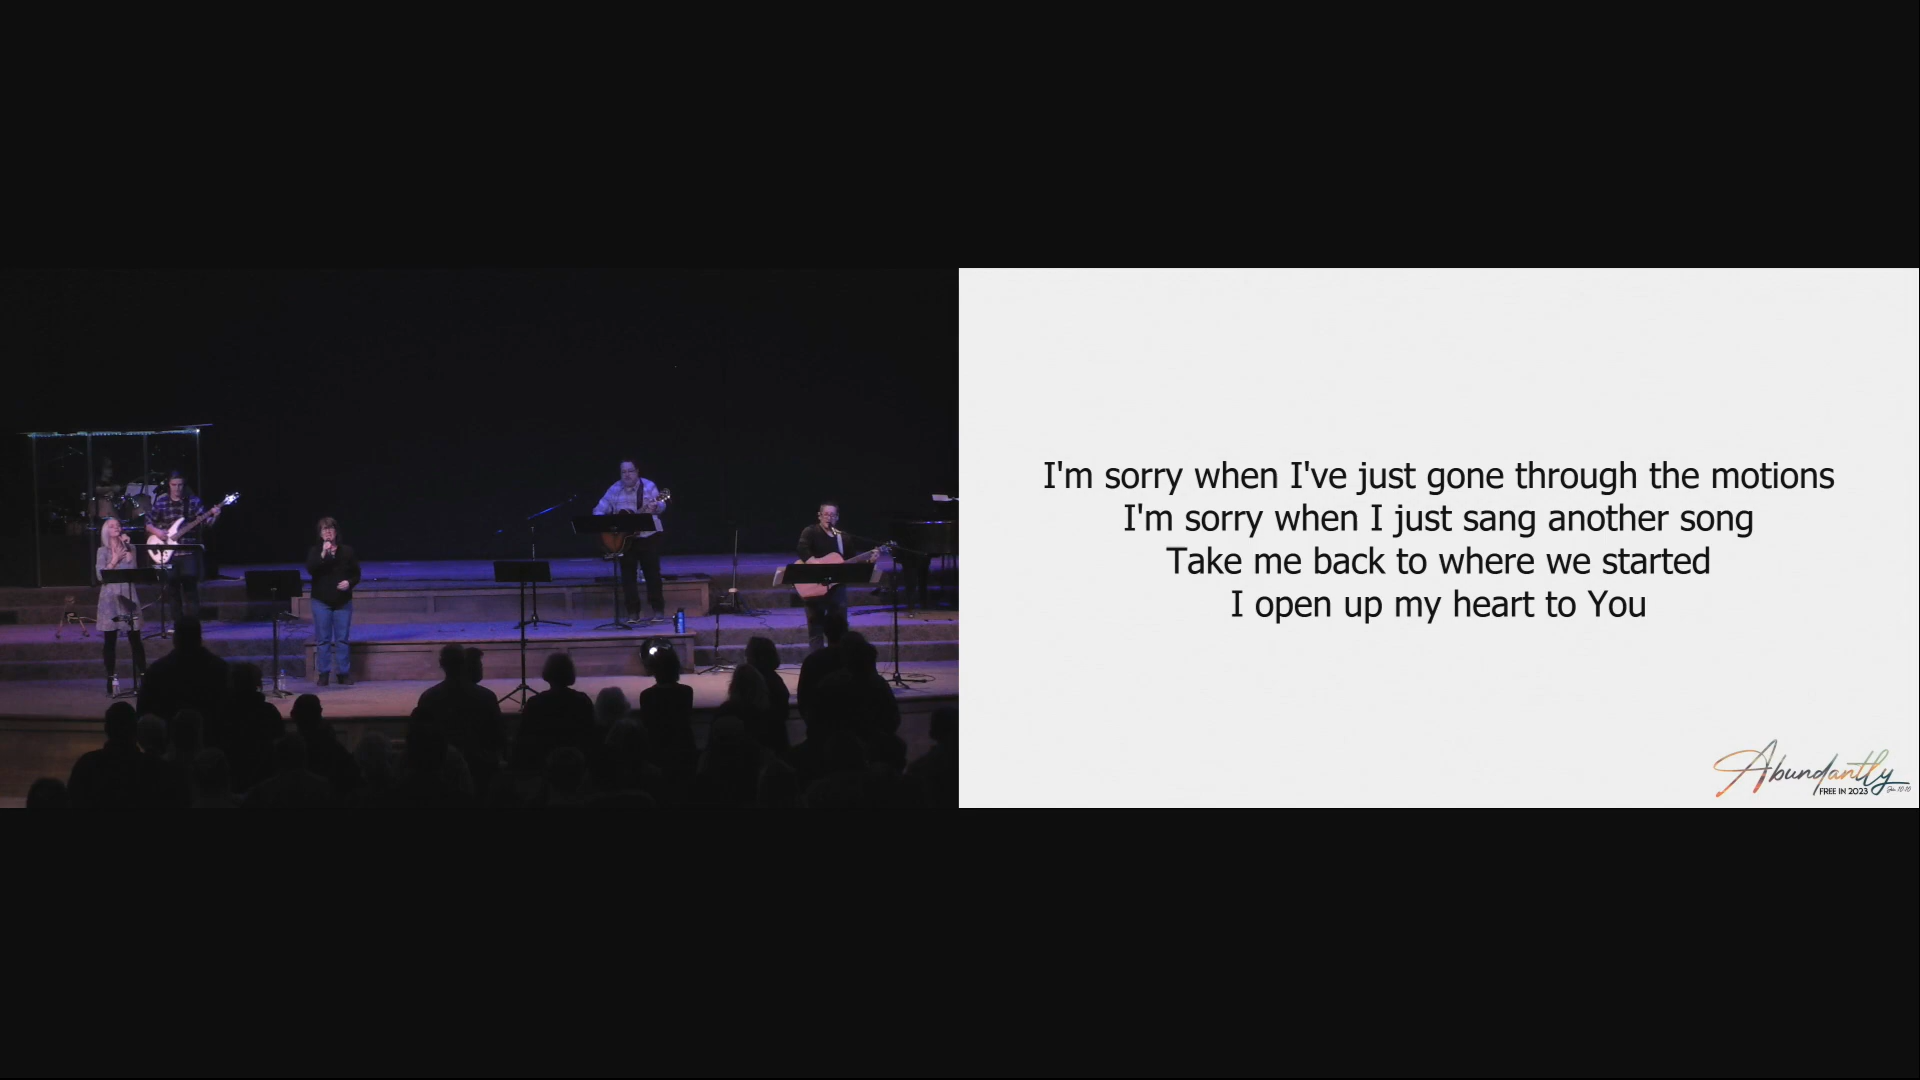 I'm sorry when I've just gone through the motions
I'm sorry when I just sang another song
Take me back to where we started
I open up my heart to You
Abundantly
FREE IN 2023